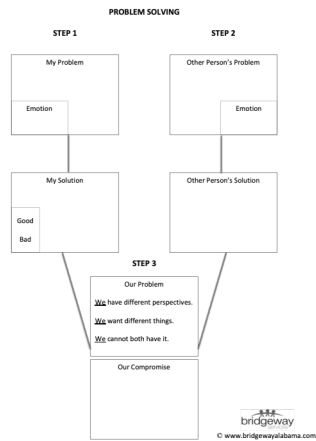 PROBLEM SOLVING
STEP 1
STEP 2
My Problem
Other Person's Problem
Emotion
Emotion
My Solution
Other Person's Solution
Good
Bad
STEP 3
Our Problem
We have different perspectives.
We want different things.
We cannot both have it.
Our Compromise
bridgeway
© www.bridgewayalabama.com